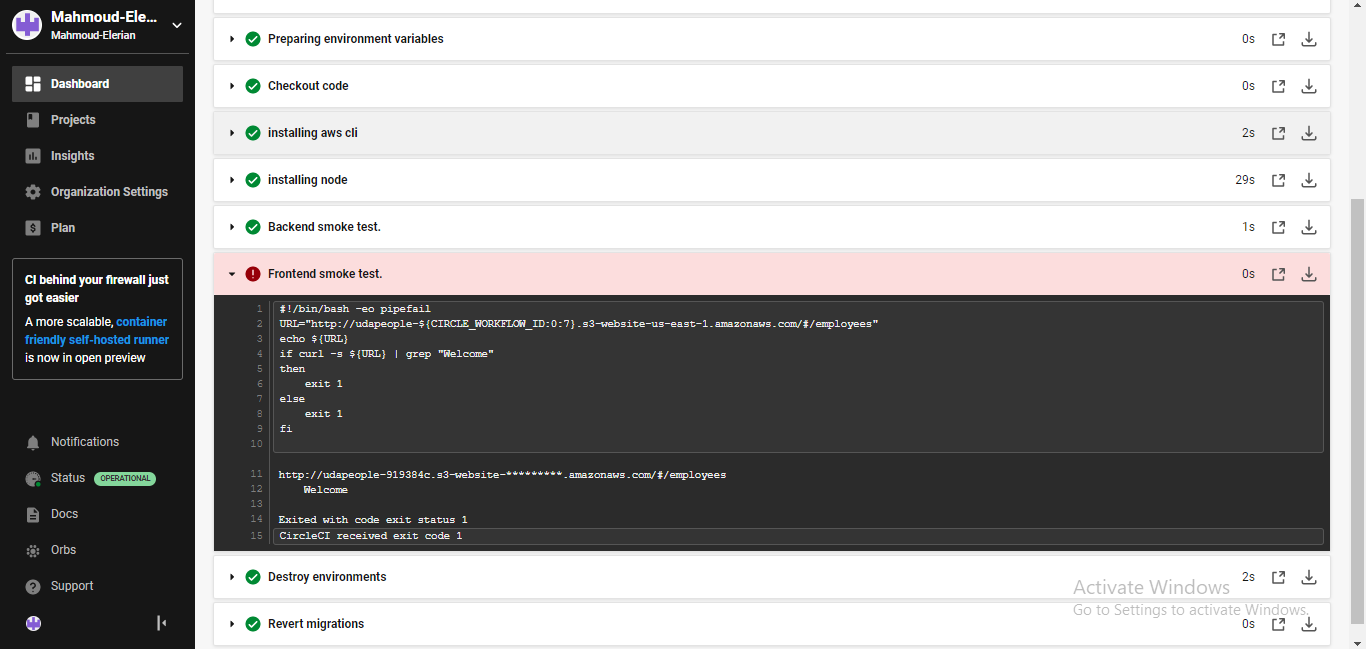 Mahmoud-Ele...
Mahmoud-Elerian
Dashboard
Projects
Insights
Organization Settings
Plan
CI behind your firewall just
got easier
A more scalable, container
friendly self-hosted runner
is now in open preview
Notifications
Status OPERATIONAL
Docs
Orbs
Support
Preparing environment variables 0s
Checkout code 0s
installing aws cli 2s
installing node 29s
Backend smoke test. 1s
Frontend smoke test. 0s
1 #!/bin/bash -eo pipefail
2 URL="http://udapeople-${CIRCLE_WORKFLOW_ID:0:7}.s3-website-us-east-1.amazonaws.com/#/employees"
3 echo ${URL}
4 if curl -s ${URL} | grep "Welcome"
5 then
6     exit 1
7 else
8     exit 1
9 fi
10
11 http://udapeople-919384c.s3-website-*********.amazonaws.com/#/employees
12     Welcome
13
14 Exited with code exit status 1
15 CircleCI received exit code 1
Destroy environments 2s
Revert migrations 0s
Activate Windows
Go to Settings to activate Windows.